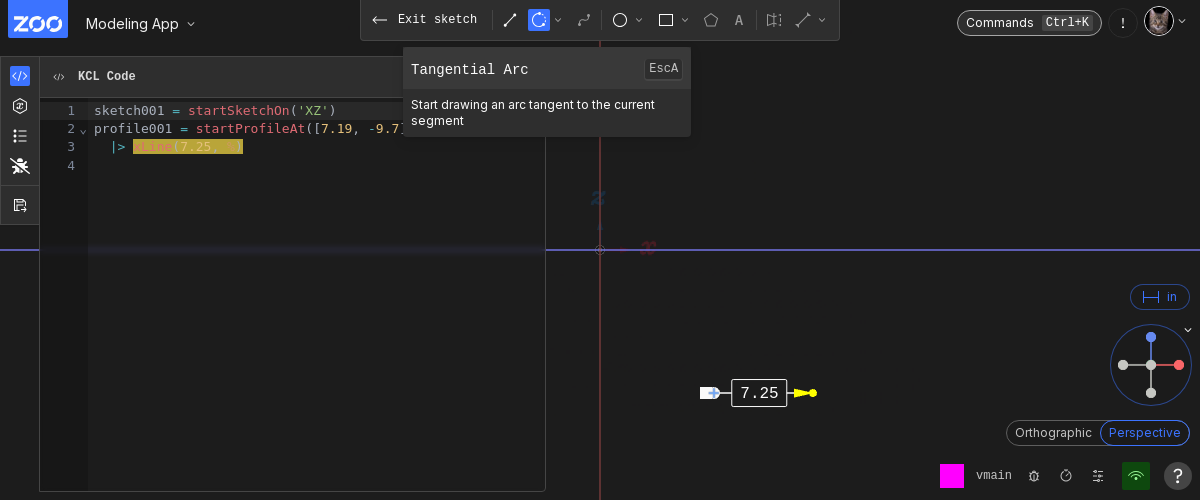 ZOO
Modeling App
Exit sketch
A
Commands
Ctrl+K
!
KCL Code
Tangential Arc
EscA
Start drawing an arc tangent to the current
segment
1 sketch001 = startSketchOn('XZ')
2 profile001 = startProfileAt([7.19, -9.7]
3 |> xLine(7.25, )
4
z
x
in
7.25
Orthographic
Perspective
vmain
?